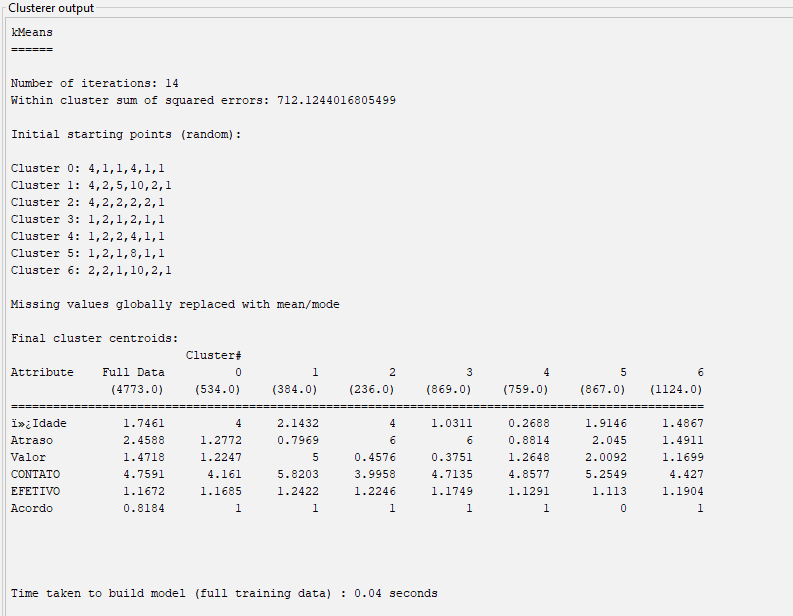 Clusterer output
kMeans
======
Number of iterations: 14
Within cluster sum of squared errors: 712.1244016805499
Initial starting points (random):
Cluster 0: 4,1,1,4,1,1
Cluster 1: 4,2,5,10,2,1
Cluster 2: 4,2,2,2,2,1
Cluster 3: 1,2,1,2,1,1
Cluster 4: 1,2,2,4,1,1
Cluster 5: 1,2,1,8,1,1
Cluster 6: 2,2,1,10,2,1
Missing values globally replaced with mean/mode
Final cluster centroids:
Cluster#
Attribute Full Data 0 1 2 3 4 5 6
(4773.0) (534.0) (384.0) (236.0) (869.0) (759.0) (867.0) (1124.0)
==========================================================================================
ï»¿Idade 1.7461 4 2.1432 4 1.0311 0.2688 1.9146 1.4867
Atraso 2.4588 1.2772 0.7969 6 6 0.8814 2.045 1.4911
Valor 1.4718 1.2247 5 0.4576 0.3751 1.2648 2.0092 1.1699
CONTATO 4.7591 4.161 5.8203 3.9958 4.7135 4.8577 5.2549 4.427
EFETIVO 1.1672 1.1685 1.2422 1.2246 1.1749 1.1291 1.113 1.1904
Acordo 0.8184 1 1 1 1 1 0 1
Time taken to build model (full training data) : 0.04 seconds